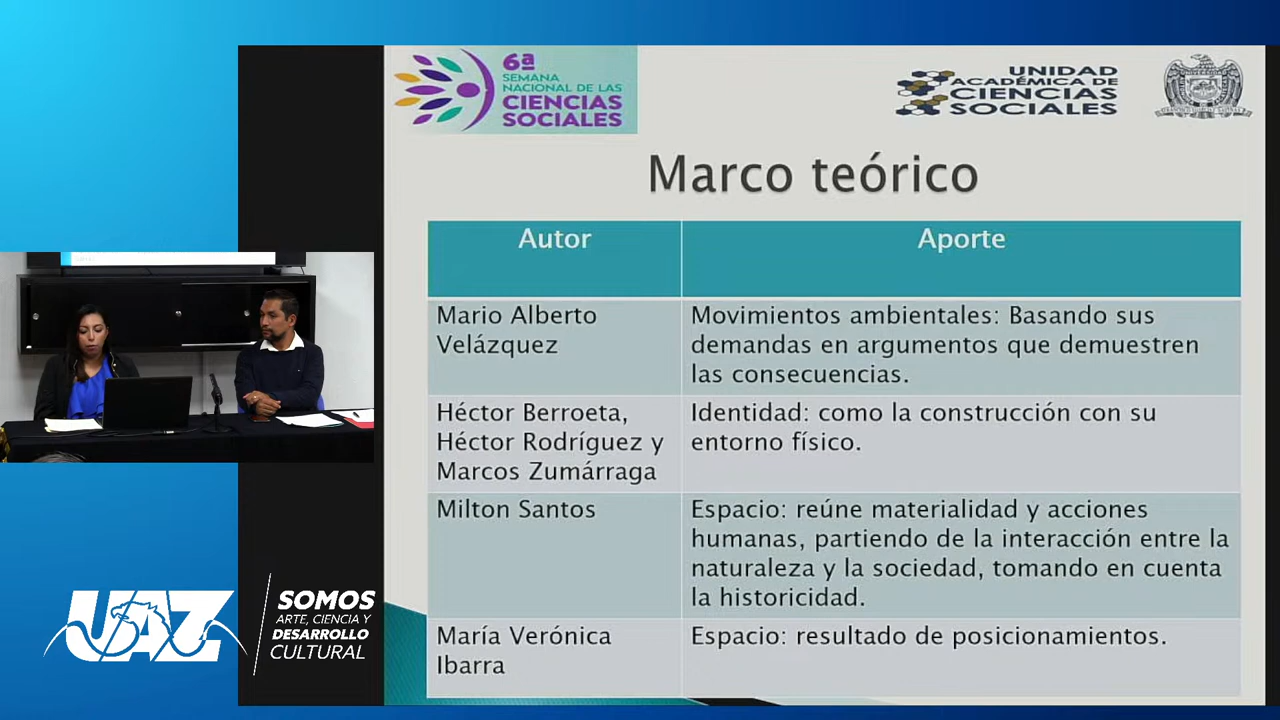 6ª
SEMANA
NACIONAL DE LAS
CIENCIAS
SOCIALES
UNIDAD
ACADÉMICA DE
CIENCIAS
SOCIALES
Marco teórico
Autor
Aporte
Mario Alberto
Velázquez
Movimientos ambientales: Basando sus
demandas en argumentos que demuestren
las consecuencias.
Héctor Berroeta,
Héctor Rodríguez y
Marcos Zumárraga
Identidad: como la construcción con su
entorno físico.
Milton Santos
Espacio: reúne materialidad y acciones
humanas, partiendo de la interacción entre la
naturaleza y la sociedad, tomando en cuenta
la historicidad.
María Verónica
Ibarra
Espacio: resultado de posicionamientos.
UAZ
SOMOS
ARTE, CIENCIA Y
DESARROLLO
CULTURAL